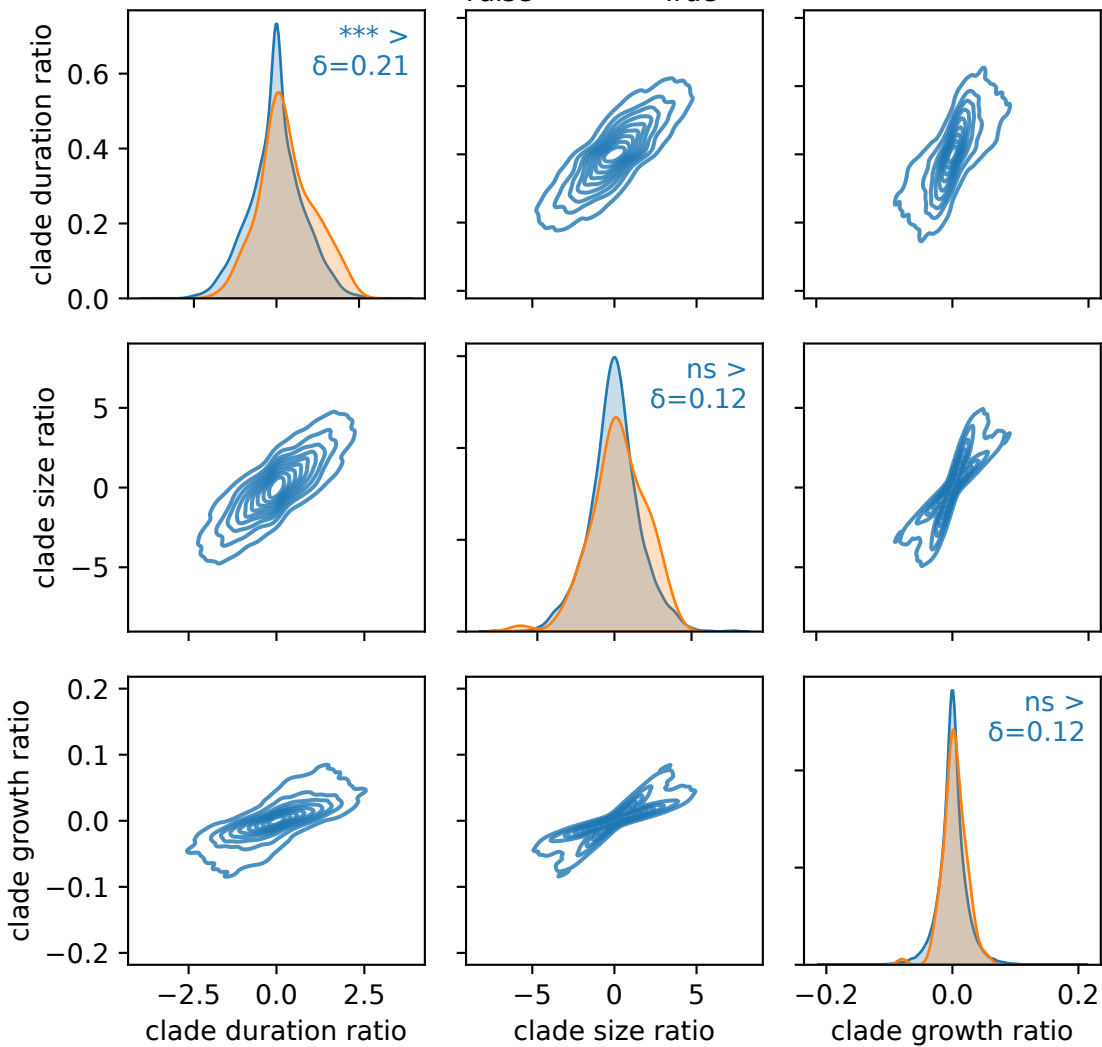 clade duration ratio
0.6
0.4
0.2
0.0
*** >
δ=0.21
clade size ratio
5
0
−5
ns >
δ=0.12
clade growth ratio
0.2
0.1
0.0
−0.1
−0.2
ns >
δ=0.12
−2.5 0.0 2.5
−5 0 5
−0.2 0.0 0.2
clade duration ratio
clade size ratio
clade growth ratio